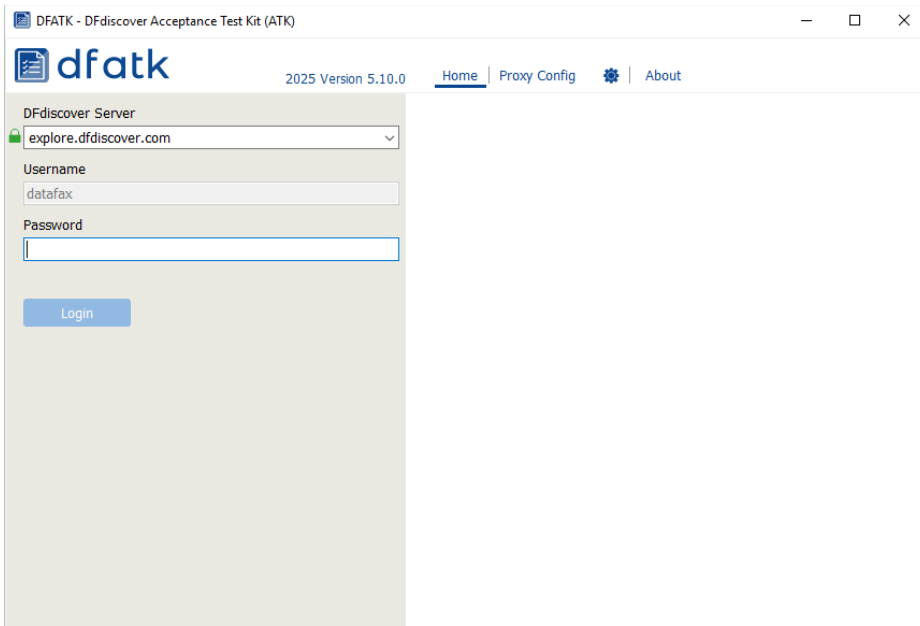 DFATK - DFdiscover Acceptance Test Kit (ATK)
dfatk
2025 Version 5.10.0
Home
Proxy Config
About
DFdiscover Server
explore.dfdiscover.com
Username
datafax
Password
Login